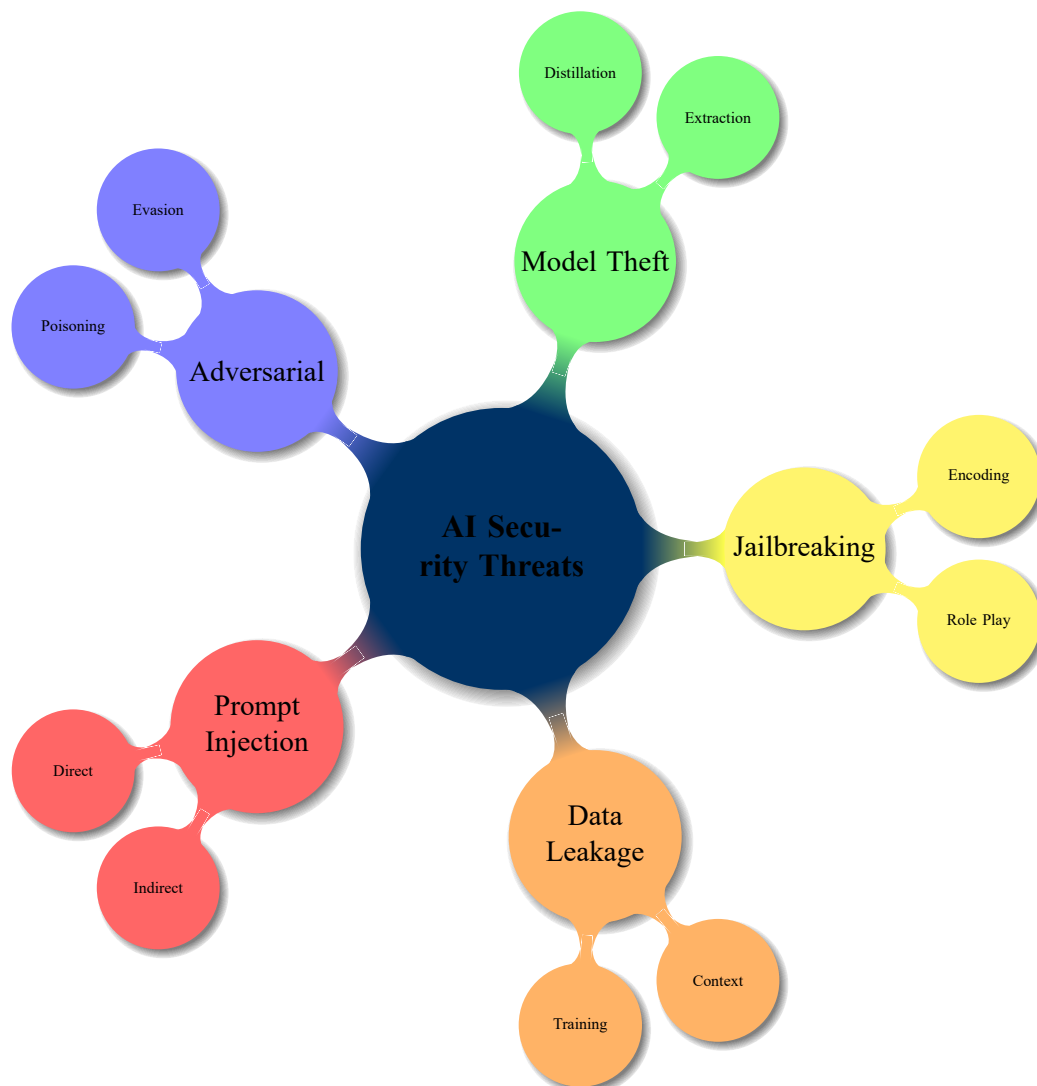 Distillation
Extraction
Model Theft
Evasion
Poisoning
Adversarial
AI Secu-
rity Threats
Encoding
Jailbreaking
Role Play
Prompt
Injection
Direct
Indirect
Data
Leakage
Context
Training